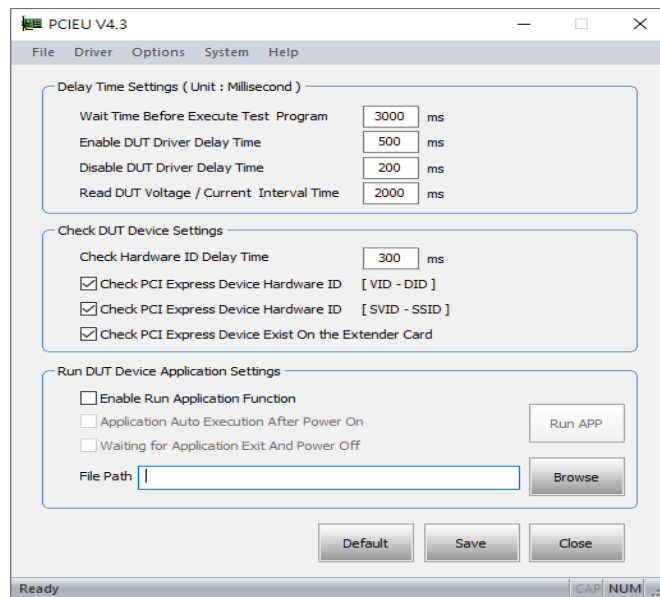 PCIEU V4.3
File Driver Options System Help
Delay Time Settings ( Unit : Millisecond )
Wait Time Before Execute Test Program 3000 ms
Enable DUT Driver Delay Time 500 ms
Disable DUT Driver Delay Time 200 ms
Read DUT Voltage / Current Interval Time 2000 ms
Check DUT Device Settings
Check Hardware ID Delay Time 300 ms
Check PCI Express Device Hardware ID [ VID - DID ]
Check PCI Express Device Hardware ID [ SVID - SSID ]
Check PCI Express Device Exist On the Extender Card
Run DUT Device Application Settings
Enable Run Application Function
Application Auto Execution After Power On
Run APP
Waiting for Application Exit And Power Off
File Path Browse
Default Save Close
Ready CAP NUM